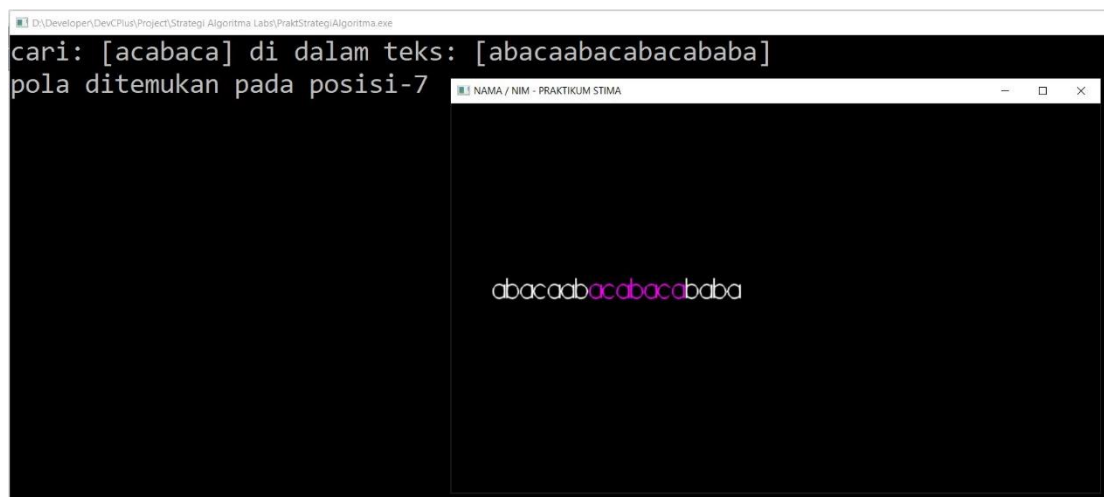 D:\Developer\DevCPlus\Project\Strategi Algoritma Labs\PraktStrategiAlgoritma.exe
cari: [acabaca] di dalam teks: [abacaabacabacababa]
pola ditemukan pada posisi-7
NAMA / NIM - PRAKTIKUM STIMA
abacaabacabacababa